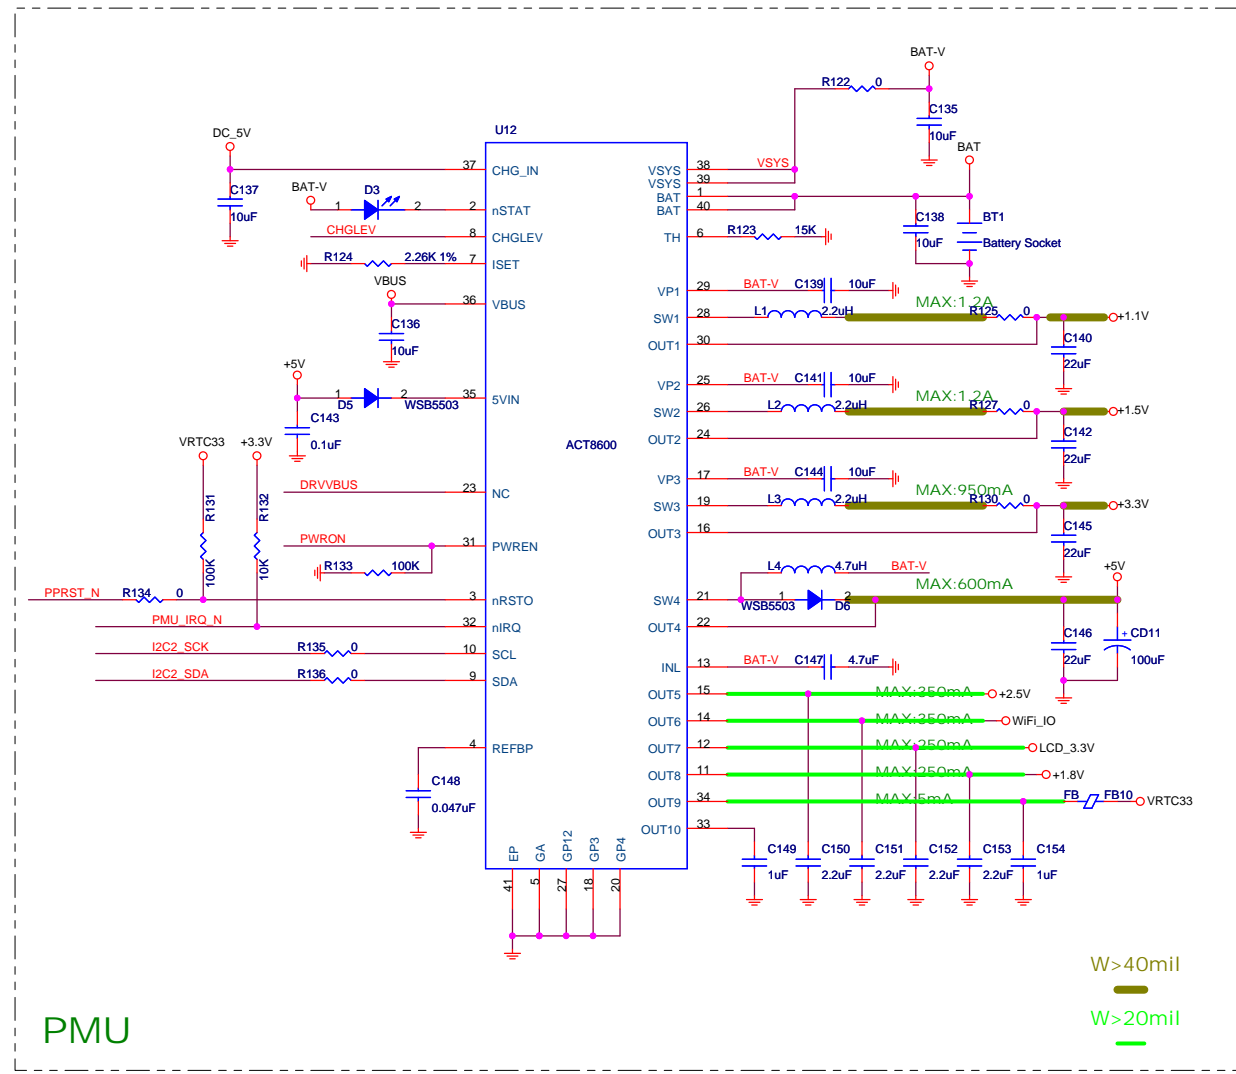 BAT-V
R122 0
C135
10uF
U12
DC_5V
BAT
37 CHG_IN
C137
10uF
BAT-V
D3
1 2
2 nSTAT
CHGLEV
8 CHGLEV
R124 2.26K 1%
7 ISET
VBUS
36 VBUS
C136
10uF
+5V
1 2
D5 WSB5503
35 5VIN
C143
0.1uF
VRTC33 +3.3V
R131 100K
R132 10K
DRVVBUS
23 NC
PWRON
31 PWREN
R133 100K
PPRST_N R134 0
3 nRSTO
PMU_IRQ_N
32 nIRQ
I2C2_SCK R135 0
10 SCL
I2C2_SDA R136 0
9 SDA
4 REFBP
C148
0.047uF
ACT8600
EP GA GP12 GP3 GP4
41 5 27 18 20
VSYS 38 VSYS
VSYS 39
BAT 1
BAT 40
C138
10uF
BT1
Battery Socket
TH 6 R123 15K
VP1 29 BAT-V C139 10uF
MAX:1.2A
SW1 28 L1 2.2uH R125 0 +1.1V
OUT1 30
C140
22uF
VP2 25 BAT-V C141 10uF
MAX:1.2A
SW2 26 L2 2.2uH R127 0 +1.5V
OUT2 24
C142
22uF
VP3 17 BAT-V C144 10uF
MAX:950mA
SW3 19 L3 2.2uH R130 0 +3.3V
OUT3 16
C145
22uF
L4 4.7uH BAT-V
+5V
MAX:600mA
SW4 21 1 2
WSB5503 D6
OUT4 22
C146
22uF
+ CD11
100uF
INL 13 BAT-V C147 4.7uF
OUT5 15 MAX:350mA +2.5V
OUT6 14 MAX:350mA WiFi_IO
OUT7 12 MAX:250mA LCD_3.3V
OUT8 11 MAX:250mA +1.8V
OUT9 34 MAX:5mA FB FB10 VRTC33
OUT10 33
C149 C150 C151 C152 C153 C154
1uF 2.2uF 2.2uF 2.2uF 2.2uF 1uF
W>40mil
W>20mil
PMU